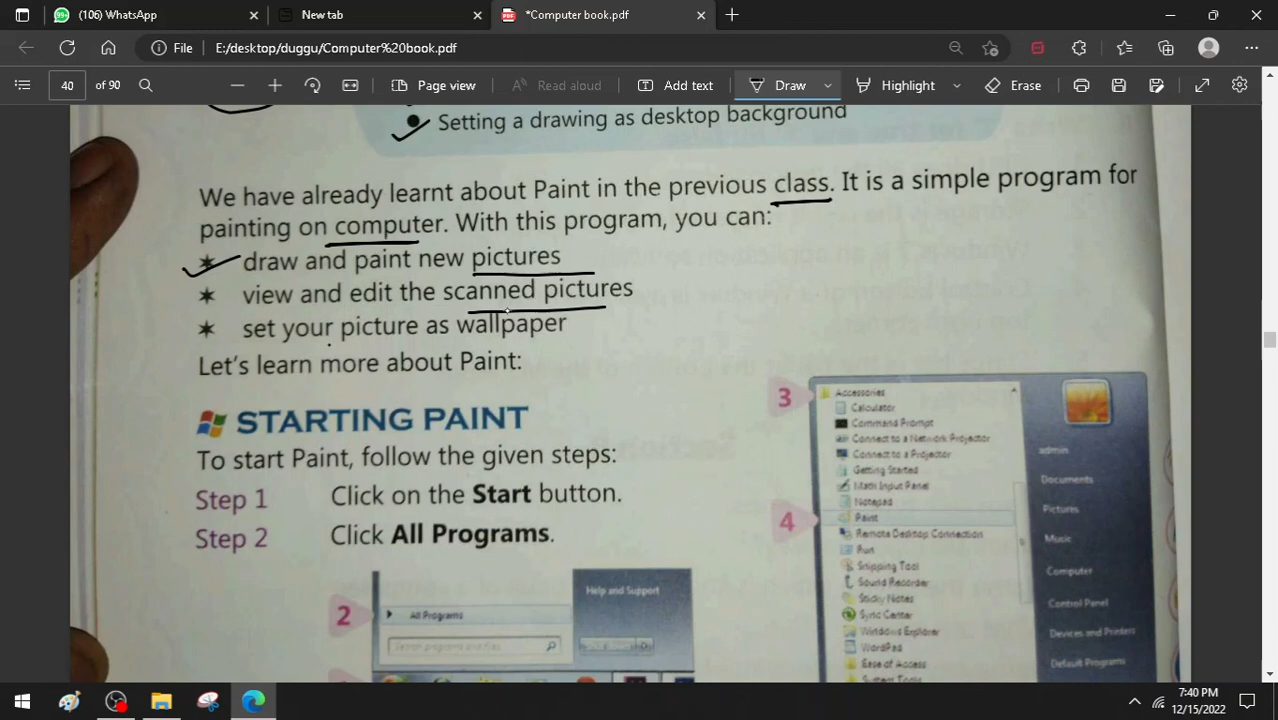 (106) WhatsApp
New tab
*Computer book.pdf
File E:/desktop/duggu/Computer%20book.pdf
40 of 90
Page view
Read aloud
Add text
Draw
Highlight
Erase
Setting a drawing as desktop background
We have already learnt about Paint in the previous class. It is a simple program for
painting on computer. With this program, you can:
draw and paint new pictures
view and edit the scanned pictures
set your picture as wallpaper
Let's learn more about Paint:
STARTING PAINT
To start Paint, follow the given steps:
Step 1 Click on the Start button.
Step 2 Click All Programs.
2
All Programs
Search programs and files
Help and Support
3
Accessories
Calculator
Command Prompt
Connect to a Network Projector
Connect to a Projector
Getting Started
Math Input Panel
Notepad
4
Paint
Remote Desktop Connection
Run
Snipping Tool
Sound Recorder
Sticky Notes
Sync Center
Windows Explorer
WordPad
Ease of Access
System Tools
admin
Documents
Pictures
Music
Computer
Control Panel
Devices and Printers
Default Programs
7:40 PM
12/15/2022